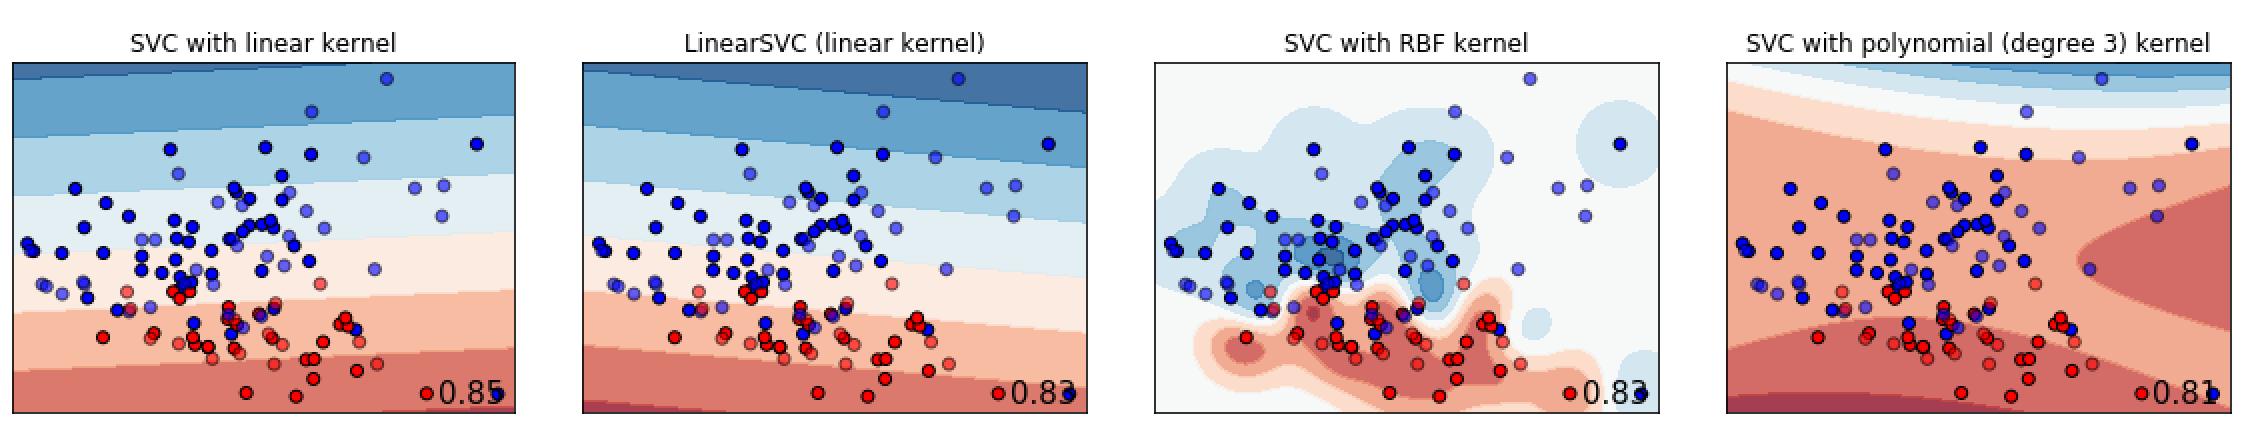 SVC with linear kernel
LinearSVC (linear kernel)
SVC with RBF kernel
SVC with polynomial (degree 3) kernel
0.85
0.83
0.83
0.81